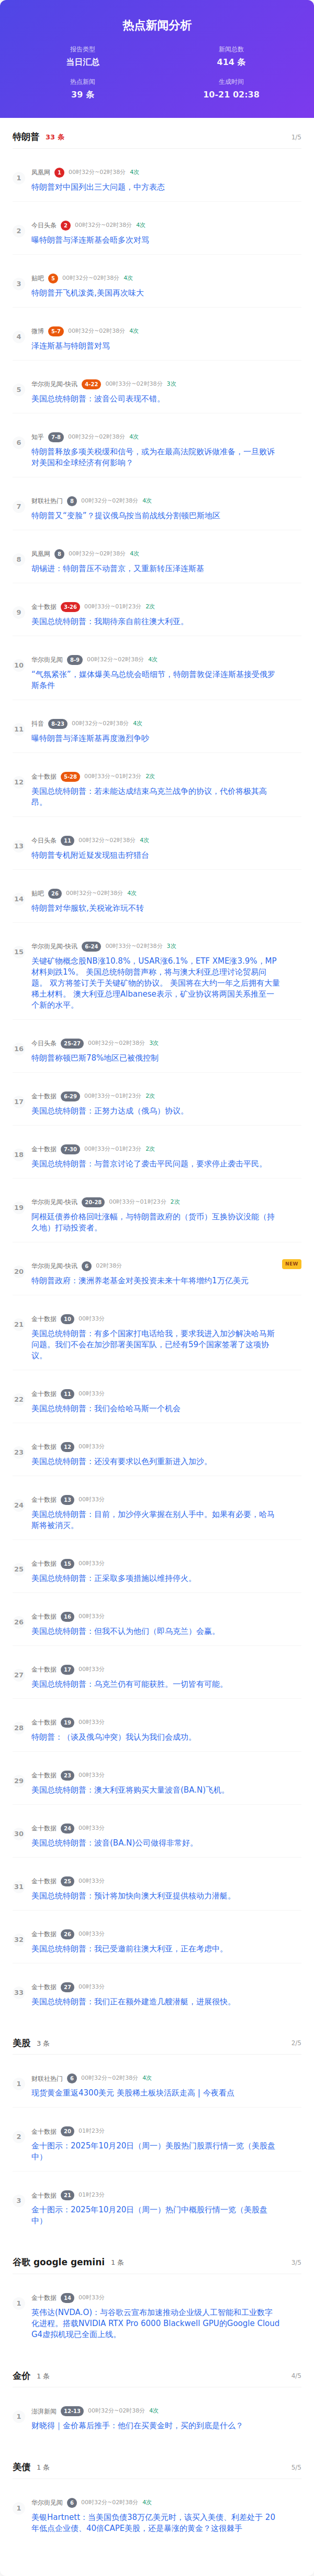 热点新闻分析
报告类型
当日汇总
新闻总数
414 条
热点新闻
39 条
生成时间
10-21 02:38
特朗普 33 条 1/5
1
凤凰网 1 00时32分~02时38分 4次
特朗普对中国列出三大问题，中方表态
2
今日头条 2 00时32分~02时38分 4次
曝特朗普与泽连斯基会晤多次对骂
3
贴吧 5 00时32分~02时38分 4次
特朗普开飞机泼粪,美国再次味大
4
微博 5-7 00时32分~02时38分 4次
泽连斯基与特朗普对骂
5
华尔街见闻-快讯 4-22 00时33分~02时38分 3次
美国总统特朗普：波音公司表现不错。
6
知乎 7-8 00时32分~02时38分 4次
特朗普释放多项关税缓和信号，或为在最高法院败诉做准备，一旦败诉
对美国和全球经济有何影响？
7
财联社热门 8 00时32分~02时38分 4次
特朗普又“变脸”？提议俄乌按当前战线分割顿巴斯地区
8
凤凰网 8 00时32分~02时38分 4次
胡锡进：特朗普压不动普京，又重新转压泽连斯基
9
金十数据 3-26 00时33分~01时23分 2次
美国总统特朗普：我期待亲自前往澳大利亚。
10
华尔街见闻 8-9 00时32分~02时38分 4次
“气氛紧张”，媒体爆美乌总统会晤细节，特朗普敦促泽连斯基接受俄罗
斯条件
11
抖音 8-23 00时32分~02时38分 4次
曝特朗普与泽连斯基再度激烈争吵
12
金十数据 5-28 00时33分~01时23分 2次
美国总统特朗普：若未能达成结束乌克兰战争的协议，代价将极其高
昂。
13
今日头条 11 00时32分~02时38分 4次
特朗普专机附近疑发现狙击狩猎台
14
贴吧 26 00时32分~02时38分 4次
特朗普对华服软,关税讹诈玩不转
15
华尔街见闻-快讯 6-24 00时33分~02时38分 3次
关键矿物概念股NB涨10.8%，USAR涨6.1%，ETF XME涨3.9%，MP
材料则跌1%。 美国总统特朗普声称，将与澳大利亚总理讨论贸易问
题。 双方将签订关于关键矿物的协议。 美国将在大约一年之后拥有大量
稀土材料。 澳大利亚总理Albanese表示，矿业协议将两国关系推至一
个新的水平。
16
今日头条 25-27 00时32分~02时38分 3次
特朗普称顿巴斯78%地区已被俄控制
17
金十数据 6-29 00时33分~01时23分 2次
美国总统特朗普：正努力达成（俄乌）协议。
18
金十数据 7-30 00时33分~01时23分 2次
美国总统特朗普：与普京讨论了袭击平民问题，要求停止袭击平民。
19
华尔街见闻-快讯 20-28 00时33分~01时23分 2次
阿根廷债券价格回吐涨幅，与特朗普政府的（货币）互换协议没能（持
久地）打动投资者。
20
华尔街见闻-快讯 6 02时38分 NEW
特朗普政府：澳洲养老基金对美投资未来十年将增约1万亿美元
21
金十数据 10 00时33分
美国总统特朗普：有多个国家打电话给我，要求我进入加沙解决哈马斯
问题。我们不会在加沙部署美国军队，已经有59个国家签署了这项协
议。
22
金十数据 11 00时33分
美国总统特朗普：我们会给哈马斯一个机会
23
金十数据 12 00时33分
美国总统特朗普：还没有要求以色列重新进入加沙。
24
金十数据 13 00时33分
美国总统特朗普：目前，加沙停火掌握在别人手中。如果有必要，哈马
斯将被消灭。
25
金十数据 15 00时33分
美国总统特朗普：正采取多项措施以维持停火。
26
金十数据 16 00时33分
美国总统特朗普：但我不认为他们（即乌克兰）会赢。
27
金十数据 17 00时33分
美国总统特朗普：乌克兰仍有可能获胜。一切皆有可能。
28
金十数据 19 00时33分
特朗普：（谈及俄乌冲突）我认为我们会成功。
29
金十数据 23 00时33分
美国总统特朗普：澳大利亚将购买大量波音(BA.N)飞机。
30
金十数据 24 00时33分
美国总统特朗普：波音(BA.N)公司做得非常好。
31
金十数据 25 00时33分
美国总统特朗普：预计将加快向澳大利亚提供核动力潜艇。
32
金十数据 26 00时33分
美国总统特朗普：我已受邀前往澳大利亚，正在考虑中。
33
金十数据 27 00时33分
美国总统特朗普：我们正在额外建造几艘潜艇，进展很快。
美股 3 条 2/5
1
财联社热门 6 00时32分~02时38分 4次
现货黄金重返4300美元 美股稀土板块活跃走高 | 今夜看点
2
金十数据 20 01时23分
金十图示：2025年10月20日（周一）美股热门股票行情一览（美股盘
中）
3
金十数据 21 01时23分
金十图示：2025年10月20日（周一）热门中概股行情一览（美股盘
中）
谷歌 google gemini 1 条 3/5
1
金十数据 14 00时33分
英伟达(NVDA.O)：与谷歌云宣布加速推动企业级人工智能和工业数字
化进程。搭载NVIDIA RTX Pro 6000 Blackwell GPU的Google Cloud
G4虚拟机现已全面上线。
金价 1 条 4/5
1
澎湃新闻 12-13 00时32分~02时38分 4次
财晓得｜金价幕后推手：他们在买黄金时，买的到底是什么？
美债 1 条 5/5
1
华尔街见闻 6 00时32分~02时38分 4次
美银Hartnett：当美国负债38万亿美元时，该买入美债、利差处于 20
年低点企业债、40倍CAPE美股，还是暴涨的黄金？这很棘手